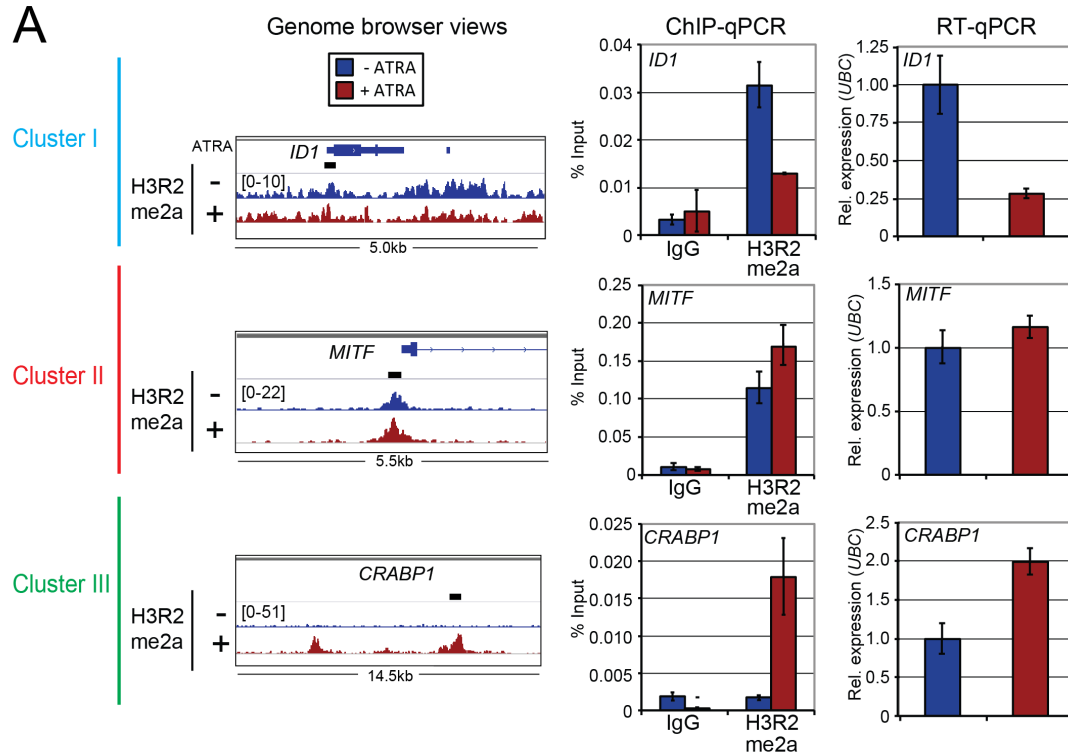 A
Genome browser views
ChIP-qPCR
RT-qPCR
- ATRA
+ ATRA
Cluster I
ATRA
ID1
H3R2
me2a
-
+
[0-10]
5.0kb
% Input
ID1
0.04
0.03
0.02
0.01
0
IgG
H3R2
me2a
Rel. expression (UBC)
ID1
1.25
1.00
0.75
0.50
0.25
0
Cluster II
MITF
H3R2
me2a
-
+
[0-22]
5.5kb
% Input
MITF
0.25
0.20
0.15
0.10
0.05
0
IgG
H3R2
me2a
Rel. expression (UBC)
MITF
1.5
1.0
0.5
0
Cluster III
CRABP1
H3R2
me2a
-
+
[0-51]
14.5kb
% Input
CRABP1
0.025
0.020
0.015
0.010
0.005
0
IgG
H3R2
me2a
Rel. expression (UBC)
CRABP1
2.5
2.0
1.5
1.0
0.5
0